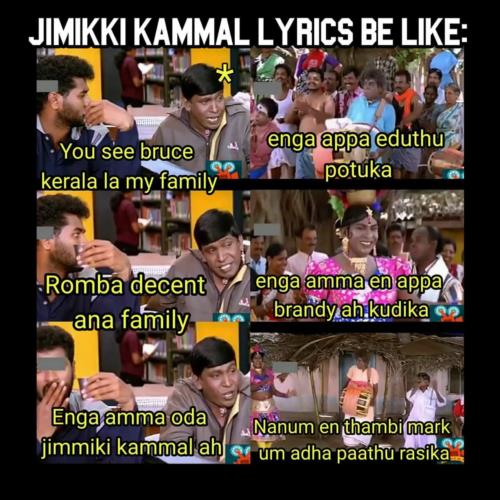 JIMIKKI KAMMAL LYRICS BE LIKE:
*
You see bruce
kerala la my family
enga appa eduthu
potuka
Romba decent
ana family
enga amma en appa
brandy ah kudika
Enga amma oda
jimmiki kammal ah
Nanum en thambi mark
um adha paathu rasika